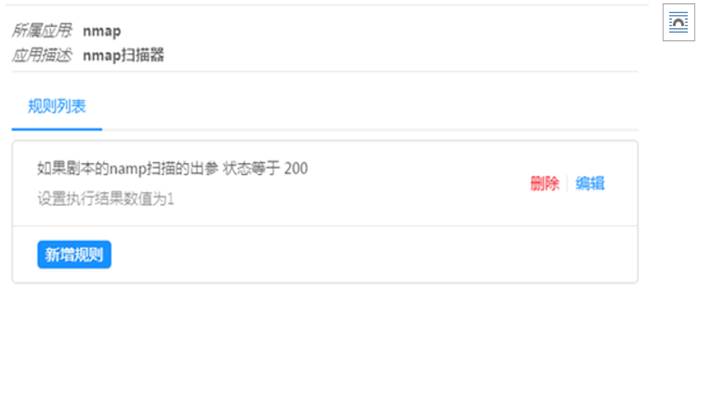 所属应用 nmap
应用描述 nmap扫描器
规则列表
如果剧本的namp扫描的出参 状态等于 200
设置执行结果数值为1
删除 编辑
新增规则